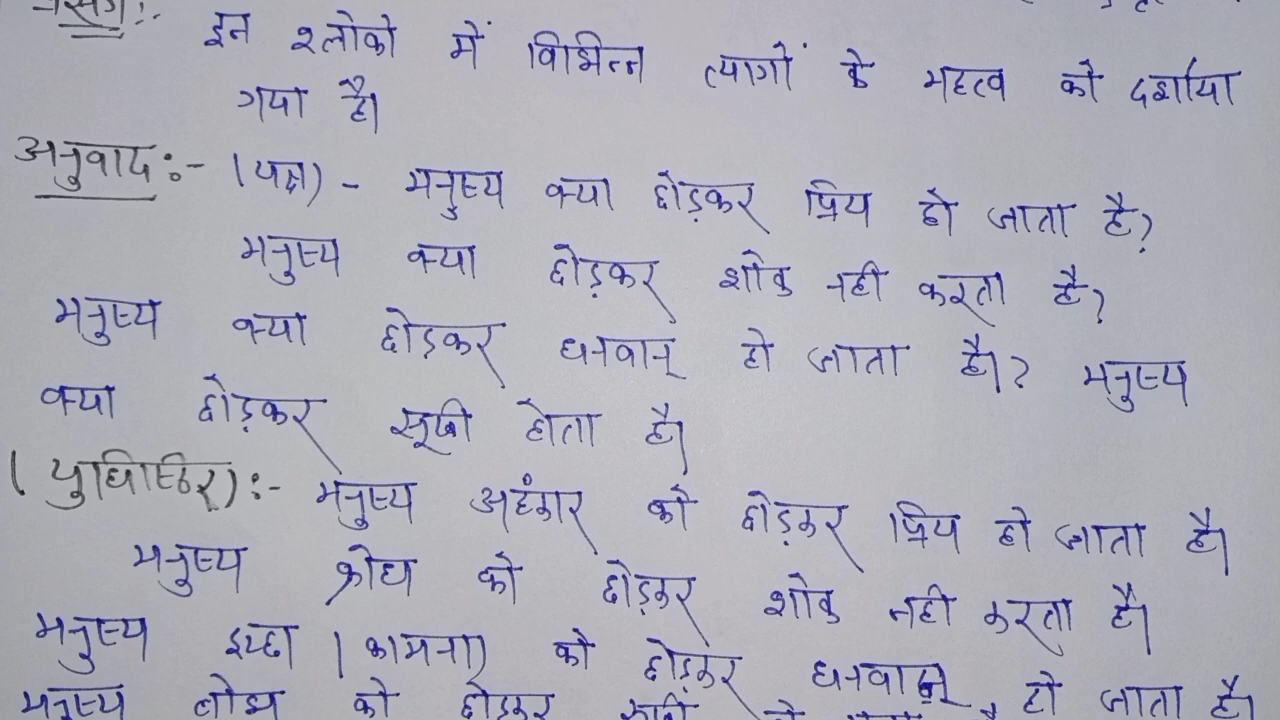 प्रसंग:-
इन श्लोको में विभिन्न त्यागों के महत्व को दर्शाया
गया है।
अनुवाद:- (यक्ष) - मनुष्य क्या छोड़कर प्रिय हो जाता है?
मनुष्य क्या छोड़कर शोक नही करता है?
मनुष्य क्या छोड़कर धनवान् हो जाता है।? मनुष्य
क्या छोड़कर सूखी होता है।
(युधिष्ठिर):- मनुष्य अहंकार को छोड़कर प्रिय हो जाता है।
मनुष्य क्रोध को छोड़कर शोक नही करता है।
मनुष्य इच्छा (कामना) को छोड़कर धनवान् हो जाता है।
मनुष्य लोभ को छोड़कर